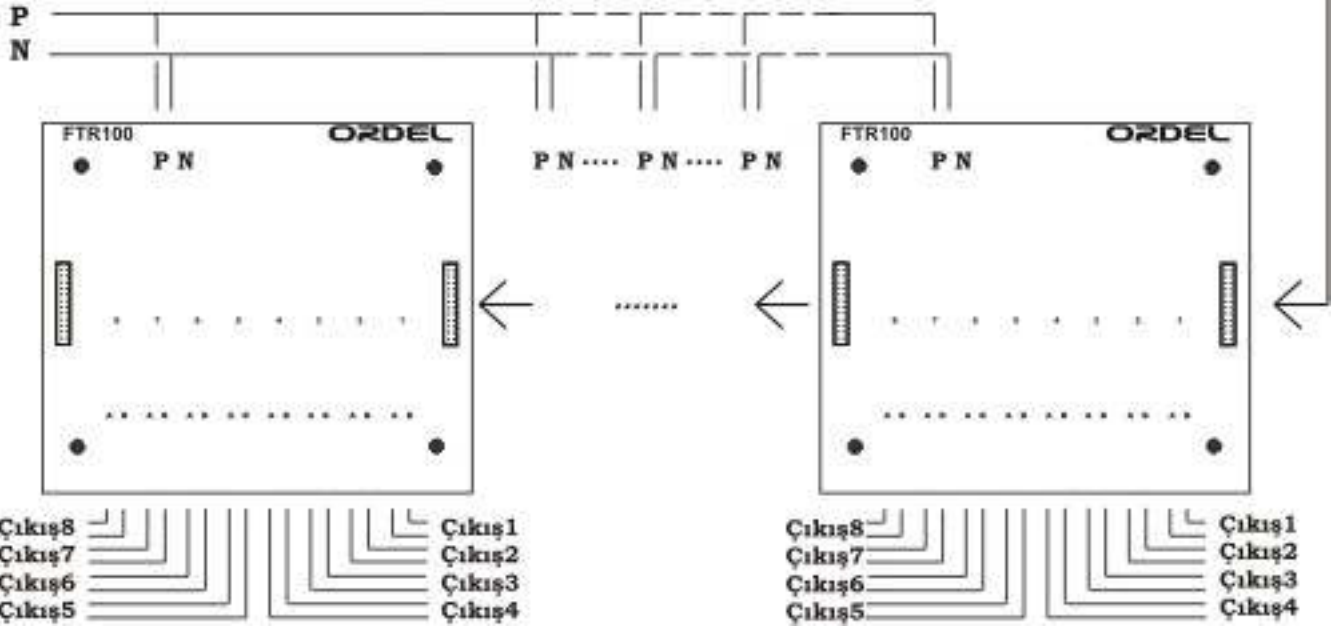 P
N
FTR100 ORDEL FTR100 ORDEL
P N P N .... P N .... P N P N
A B A B A B A B A B A B A B A B A B A B A B A B A B A B A B A B
Çıkış8 Çıkış1 Çıkış8 Çıkış1
Çıkış7 Çıkış2 Çıkış7 Çıkış2
Çıkış6 Çıkış3 Çıkış6 Çıkış3
Çıkış5 Çıkış4 Çıkış5 Çıkış4